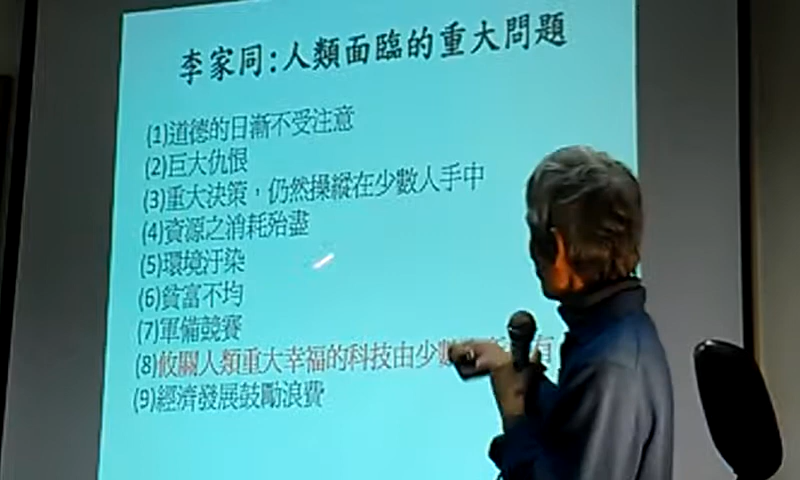 李家同:人類面臨的重大問題
(1)道德的日漸不受注意
(2)巨大仇恨
(3)重大決策，仍然操縱在少數人手中
(4)資源之消耗殆盡
(5)環境汙染
(6)貧富不均
(7)軍備競賽
(8)攸關人類重大幸福的科技由少數 有
(9)經濟發展鼓勵浪費